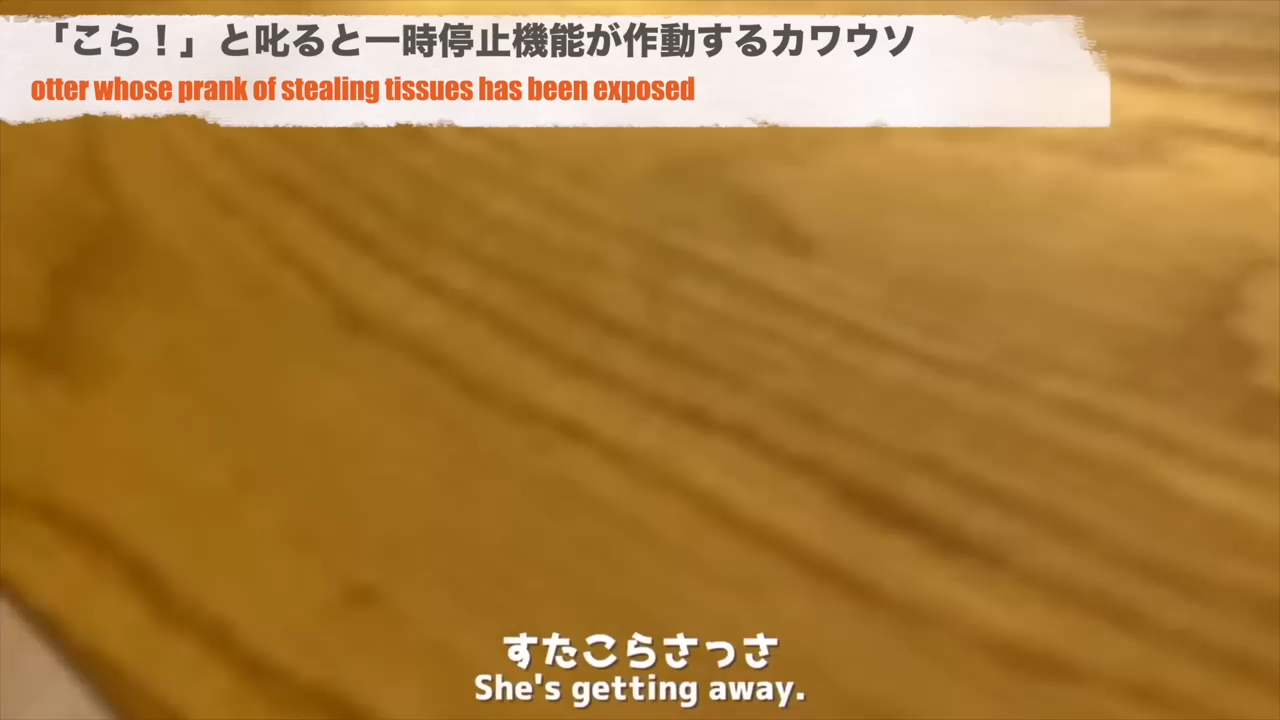 「こら！」と叱ると一時停止機能が作動するカワウソ
otter whose prank of stealing tissues has been exposed
すたこらさっさ
She's getting away.